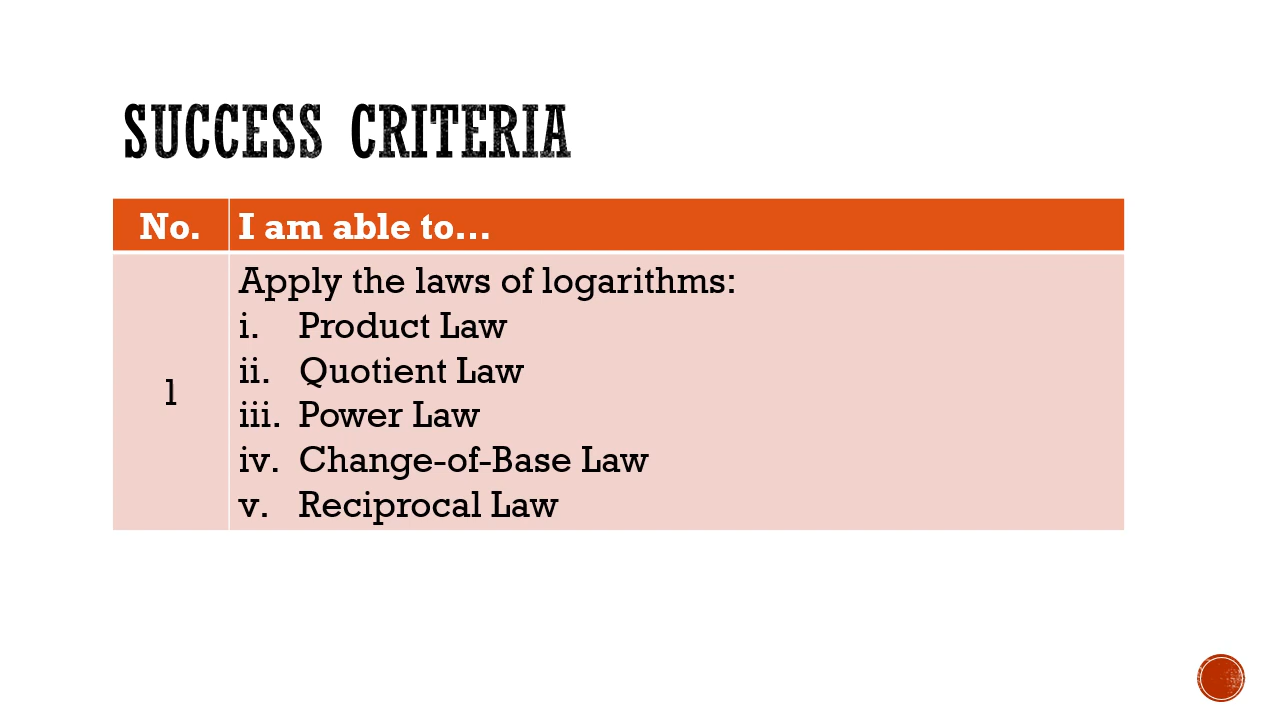 SUCCESS CRITERIA
No. I am able to...
Apply the laws of logarithms:
i. Product Law
ii. Quotient Law
1
iii. Power Law
iv. Change-of-Base Law
v. Reciprocal Law